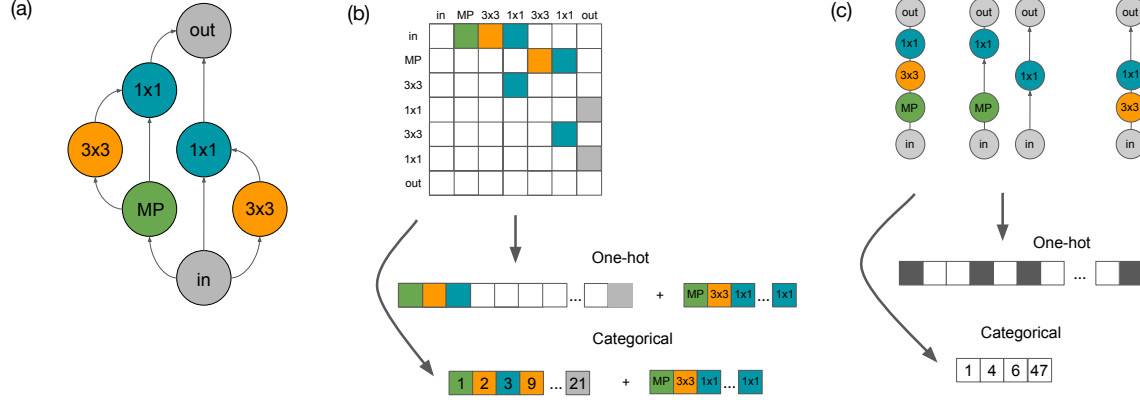 (a)
out
1x1
3x3
1x1
MP
3x3
in
(b)
in MP 3x3 1x1 3x3 1x1 out
in
MP
3x3
1x1
3x3
1x1
out
One-hot
... + MP 3x3 1x1 ... 1x1
Categorical
1 2 3 9 ... 21 + MP 3x3 1x1 ... 1x1
(c)
out out out out
1x1 1x1
3x3 1x1 1x1
MP MP 3x3
in in in in
One-hot
...
Categorical
1 4 6 47